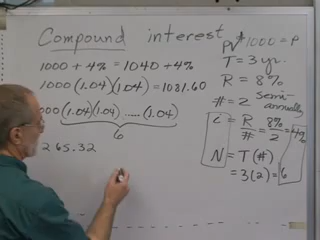 Compound interest
1000 + 4% = 1040 + 4%
1000 (1.04)(1.04) = 1081.60
000 (1.04)(1.04) ...... (1.04)
6
265.32
PV $1000 = P
T = 3 yr.
R = 8%
# = 2 semi-annually
i = R/# = 8%/2 = 4%
N = T(#)
= 3(2) = 6